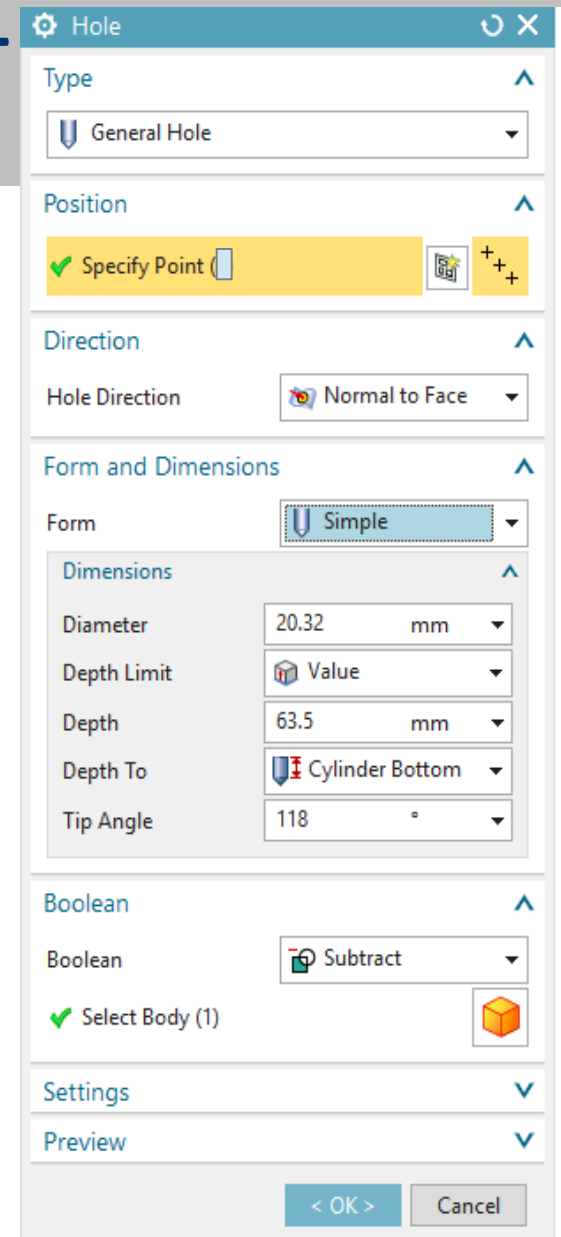 Hole
Type
General Hole
Position
Specify Point (
Direction
Hole Direction Normal to Face
Form and Dimensions
Form Simple
Dimensions
Diameter 20.32 mm
Depth Limit Value
Depth 63.5 mm
Depth To Cylinder Bottom
Tip Angle 118 °
Boolean
Boolean Subtract
Select Body (1)
Settings
Preview
< OK > Cancel